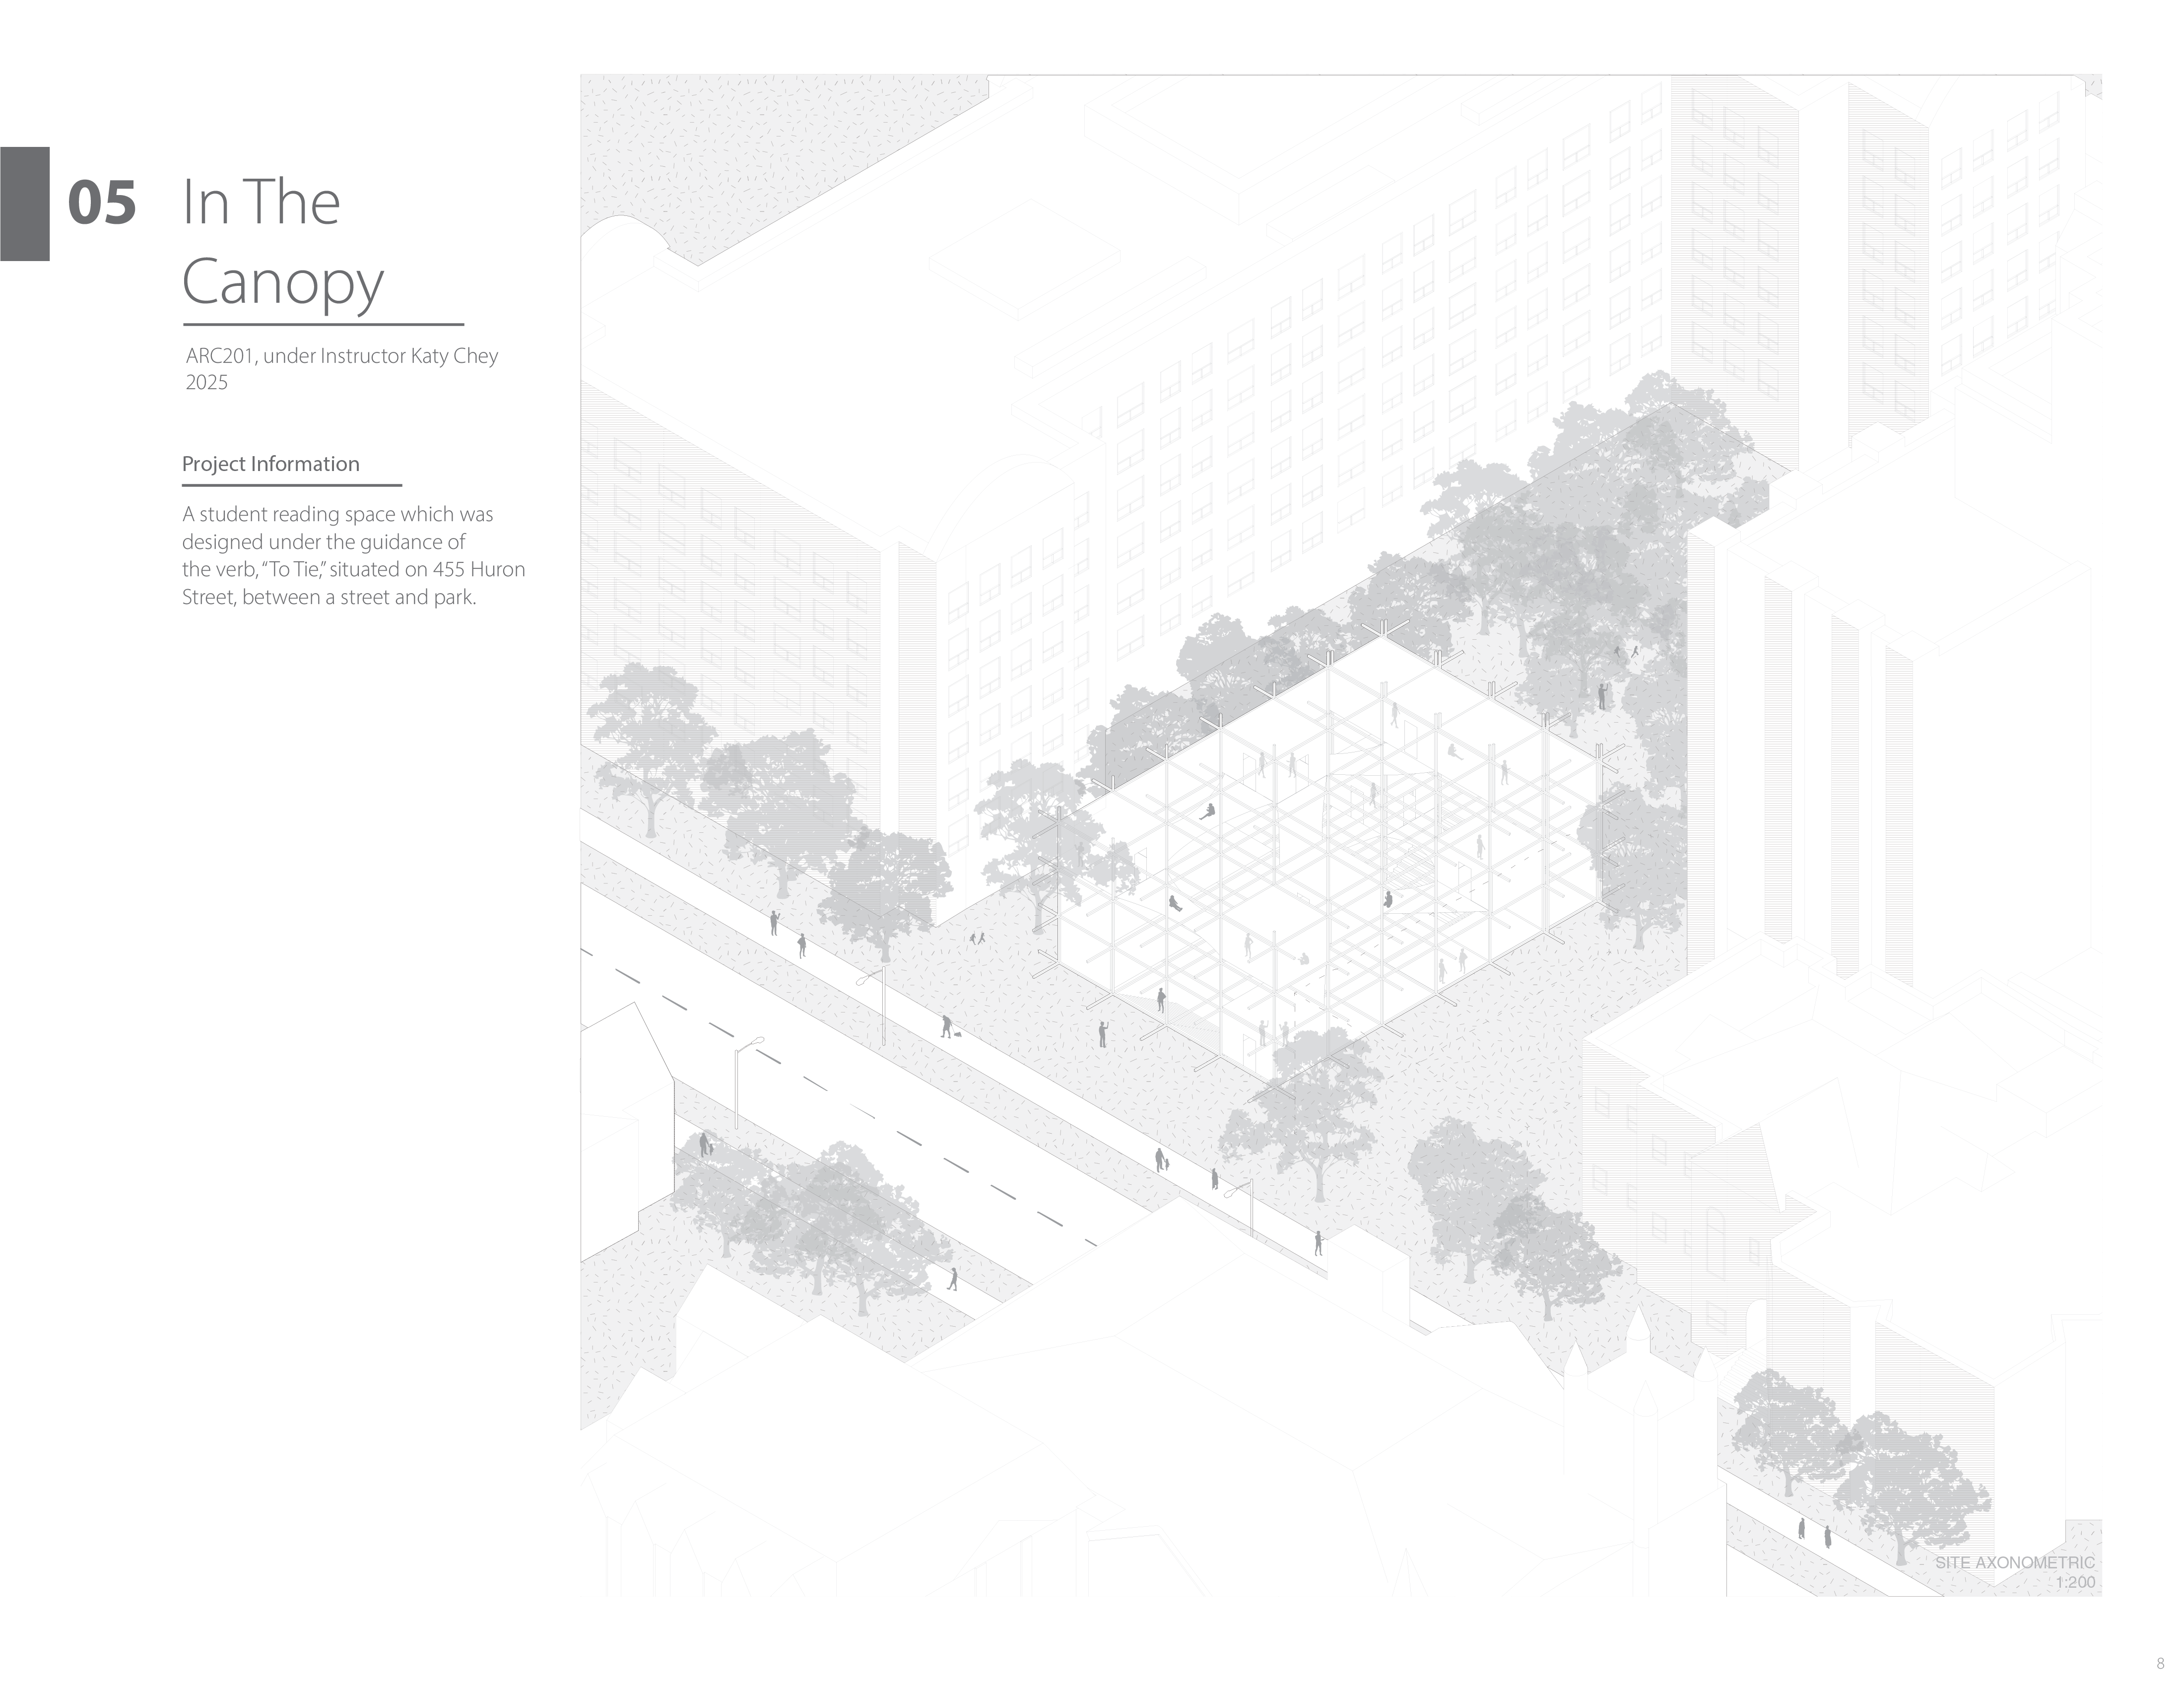 05 In The
Canopy
ARC201, under Instructor Katy Chey
2025
Project Information
A student reading space which was
designed under the guidance of
the verb, “To Tie,” situated on 455 Huron
Street, between a street and park.
SITE AXONOMETRIC
1:200
8